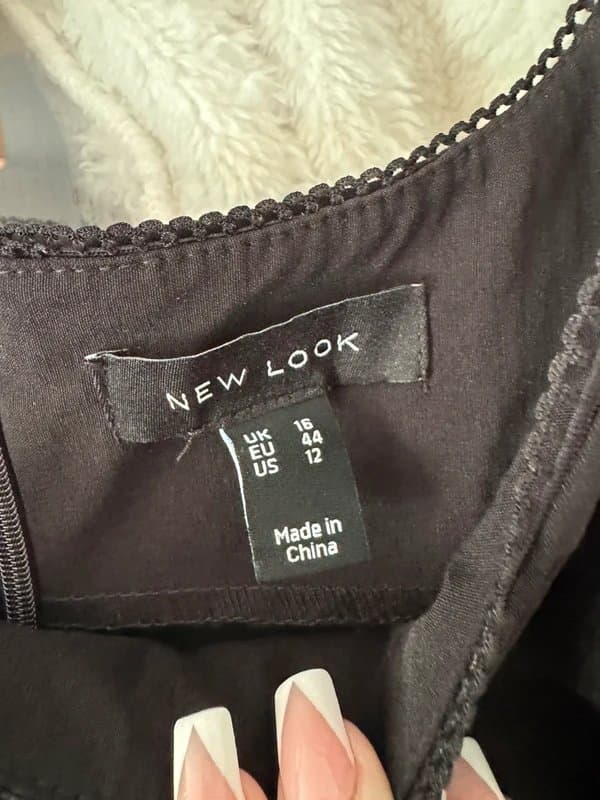 NEW LOOK
UK 16
EU 44
US 12
Made in
China